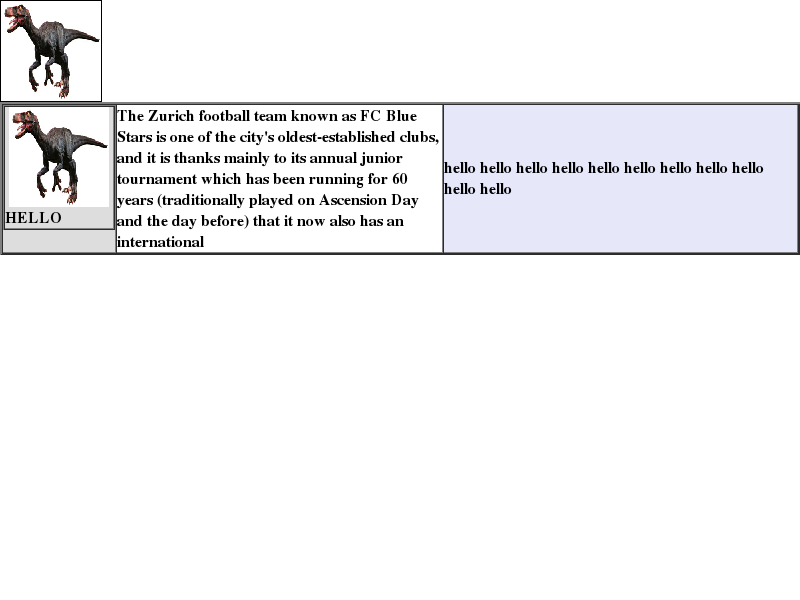 HELLO
The Zurich football team known as FC Blue
Stars is one of the city's oldest-established clubs,
and it is thanks mainly to its annual junior
tournament which has been running for 60
years (traditionally played on Ascension Day
and the day before) that it now also has an
international
hello hello hello hello hello hello hello hello hello
hello hello